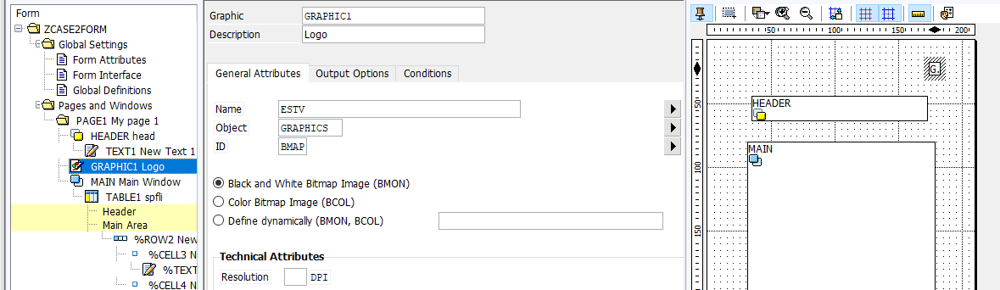 Form
ZCASE2FORM
Global Settings
Form Attributes
Form Interface
Global Definitions
Pages and Windows
PAGE1 My page 1
HEADER head
TEXT1 New Text 1
GRAPHIC1 Logo
MAIN Main Window
TABLE1 spfli
Header
Main Area
%ROW2 New
%CELL3 N
%TEXT
%CELL4 N
Graphic GRAPHIC1
Description Logo
General Attributes Output Options Conditions
Name ESTV
Object GRAPHICS
ID BMAP
Black and White Bitmap Image (BMON)
Color Bitmap Image (BCOL)
Define dynamically (BMON, BCOL)
Technical Attributes
Resolution DPI
50 100 150 200
G.
50
HEADER
MAIN
100
150